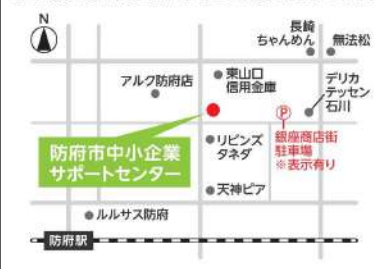 N
長崎
ちゃんめん
無法松
アルク防府店
東山口
信用金庫
デリカ
テッセン
石川
P
銀座商店街
駐車場
※表示有り
リビンズ
タネダ
防府市中小企業
サポートセンター
天神ピア
ルルサス防府
防府駅